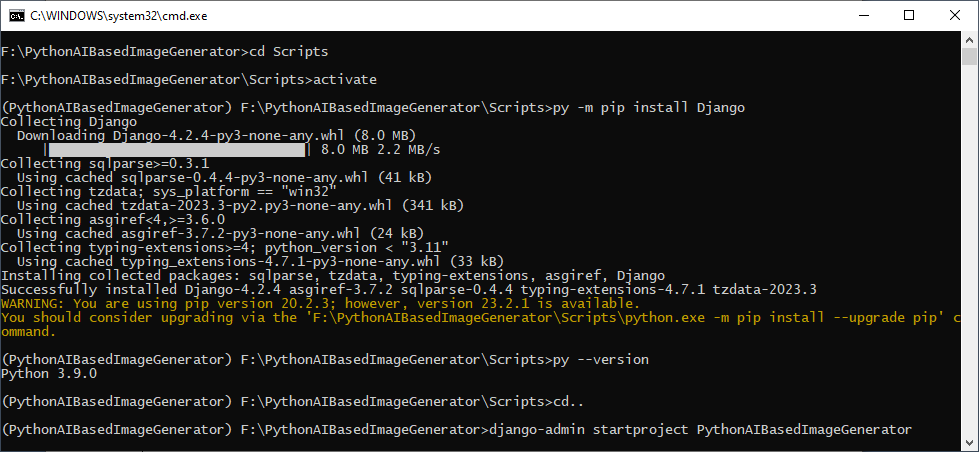 C:\WINDOWS\system32\cmd.exe
F:\PythonAIBasedImageGenerator>cd Scripts
F:\PythonAIBasedImageGenerator\Scripts>activate
(PythonAIBasedImageGenerator) F:\PythonAIBasedImageGenerator\Scripts>py -m pip install Django
Collecting Django
  Downloading Django-4.2.4-py3-none-any.whl (8.0 MB)
     |████████████████████████████████| 8.0 MB 2.2 MB/s
Collecting sqlparse>=0.3.1
  Using cached sqlparse-0.4.4-py3-none-any.whl (41 kB)
Collecting tzdata; sys_platform == "win32"
  Using cached tzdata-2023.3-py2.py3-none-any.whl (341 kB)
Collecting asgiref<4,>=3.6.0
  Using cached asgiref-3.7.2-py3-none-any.whl (24 kB)
Collecting typing-extensions>=4; python_version < "3.11"
  Using cached typing_extensions-4.7.1-py3-none-any.whl (33 kB)
Installing collected packages: sqlparse, tzdata, typing-extensions, asgiref, Django
Successfully installed Django-4.2.4 asgiref-3.7.2 sqlparse-0.4.4 typing-extensions-4.7.1 tzdata-2023.3
WARNING: You are using pip version 20.2.3; however, version 23.2.1 is available.
You should consider upgrading via the 'F:\PythonAIBasedImageGenerator\Scripts\python.exe -m pip install --upgrade pip' c
ommand.
(PythonAIBasedImageGenerator) F:\PythonAIBasedImageGenerator\Scripts>py --version
Python 3.9.0
(PythonAIBasedImageGenerator) F:\PythonAIBasedImageGenerator\Scripts>cd..
(PythonAIBasedImageGenerator) F:\PythonAIBasedImageGenerator>django-admin startproject PythonAIBasedImageGenerator